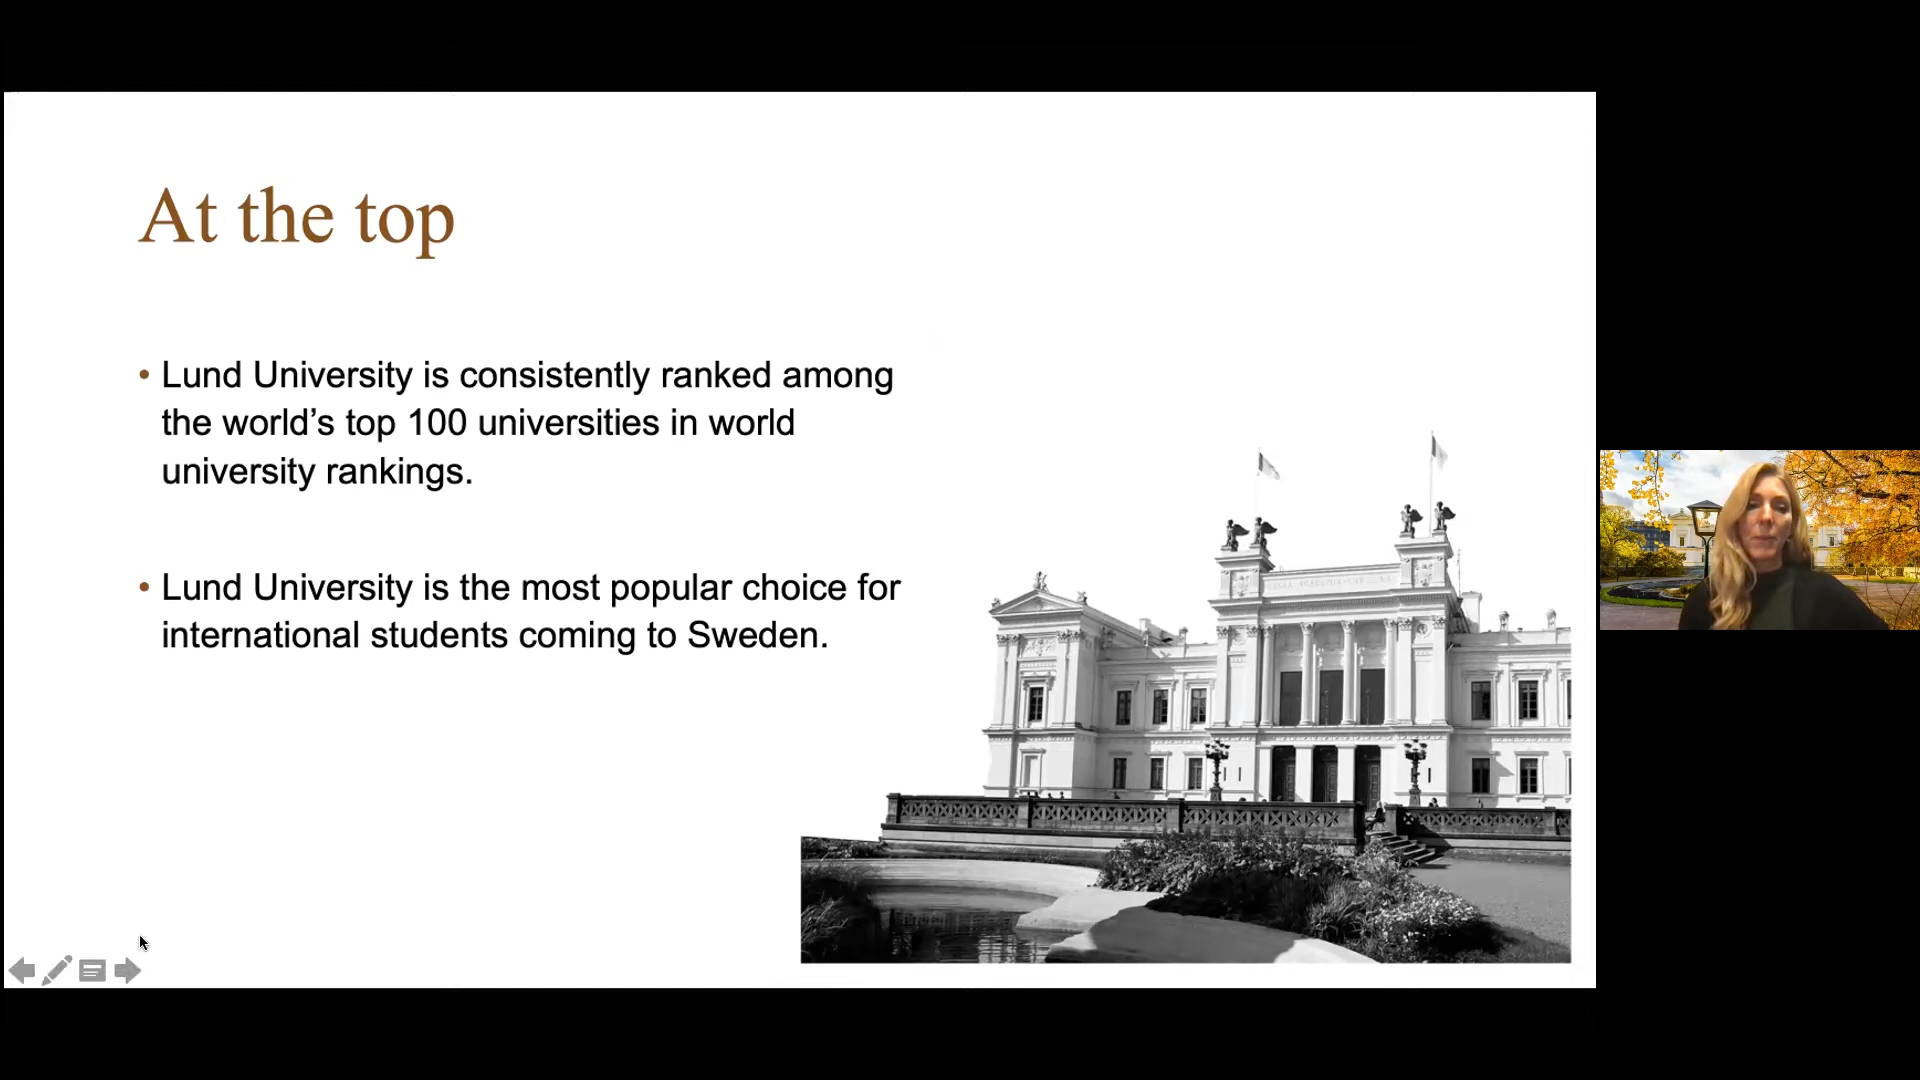 At the top
• Lund University is consistently ranked among
the world’s top 100 universities in world
university rankings.
• Lund University is the most popular choice for
international students coming to Sweden.